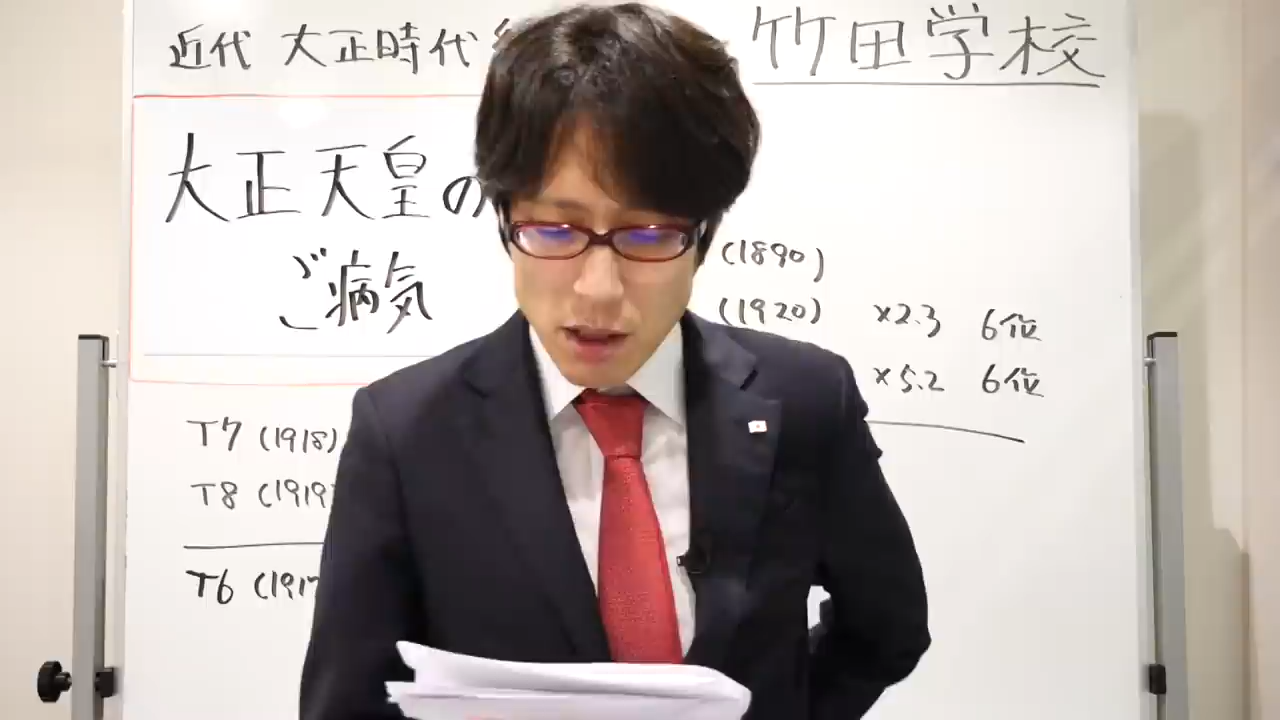 近代 大正時代
竹田学校
大正天皇の
ご病気
T7 (1918)
T8 (1919)
T6 (1917
(1890)
(1920) ×2.3 6位
×5.2 6位